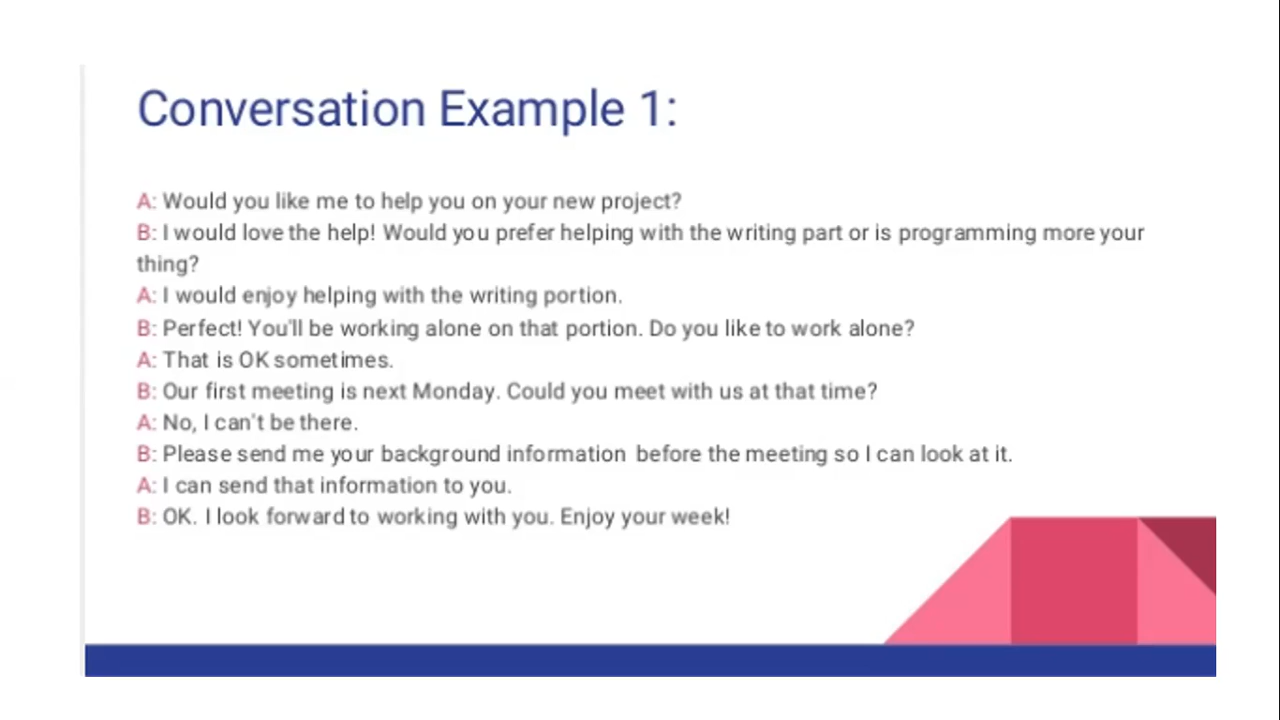 Conversation Example 1:
A: Would you like me to help you on your new project?
B: I would love the help! Would you prefer helping with the writing part or is programming more your
thing?
A: I would enjoy helping with the writing portion.
B: Perfect! You'll be working alone on that portion. Do you like to work alone?
A: That is OK sometimes.
B: Our first meeting is next Monday. Could you meet with us at that time?
A: No, I can't be there.
B: Please send me your background information before the meeting so I can look at it.
A: I can send that information to you.
B: OK. I look forward to working with you. Enjoy your week!